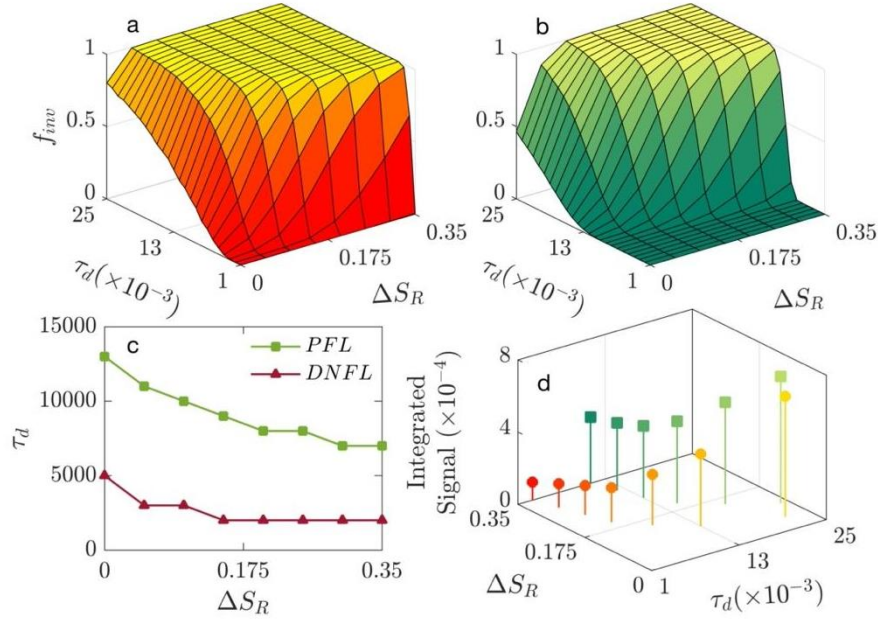 a
1
0.5
0
f_{inv}
25
13
1
τ_d(×10^{-3})
0
0.175
0.35
ΔS_R
b
1
0.5
0
25
13
1
τ_d(×10^{-3})
0
0.175
0.35
ΔS_R
c
15000
10000
5000
0
τ_d
PFL
DNFL
0
0.175
0.35
ΔS_R
d
8
4
0
Integrated
Signal (×10^{-4})
0.35
0.175
0
ΔS_R
1
13
25
τ_d(×10^{-3})